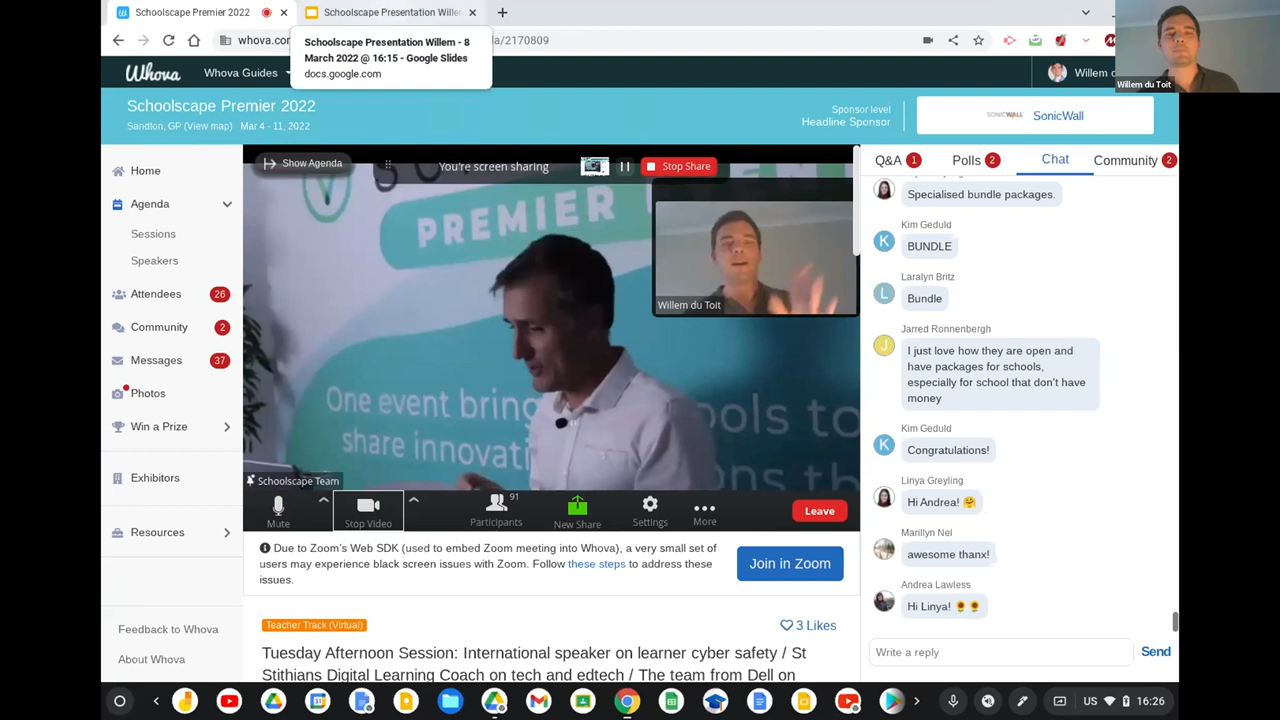 Schoolscape Premier 2022
Schoolscape Presentation Wille
whova.co
da/2170809
Schoolscape Presentation Willem - 8
March 2022 @ 16:15 - Google Slides
docs.google.com
Whova
Whova Guides
Willem d
Willem du Toit
Schoolscape Premier 2022
Sandton, GP (View map) Mar 4 - 11, 2022
Sponsor level
Headline Sponsor
SONICWALL
SonicWall
Home
Agenda
Sessions
Speakers
Attendees 26
Community 2
Messages 37
Photos
Win a Prize
Exhibitors
Resources
Feedback to Whova
About Whova
Show Agenda
You're screen sharing
Stop Share
PREMIER
One event bring
share innovati
ools to
Willem du Toit
Schoolscape Team
Mute
Stop Video
Participants 91
New Share
Settings
More
Leave
Due to Zoom's Web SDK (used to embed Zoom meeting into Whova), a very small set of
users may experience black screen issues with Zoom. Follow these steps to address these
issues.
Join in Zoom
Teacher Track (Virtual)
3 Likes
Tuesday Afternoon Session: International speaker on learner cyber safety / St
Stithians Digital Learning Coach on tech and edtech / The team from Dell on
Q&A 1 Polls 2 Chat Community 2
Specialised bundle packages.
Kim Geduld
K
BUNDLE
Laralyn Britz
L
Bundle
Jarred Ronnenbergh
J
I just love how they are open and
have packages for schools,
especially for school that don't have
money
Kim Geduld
K
Congratulations!
Linya Greyling
Hi Andrea! 🤗
Marillyn Nel
awesome thanx!
Andrea Lawless
Hi Linya! 🌻🌻
Write a reply
Send
US
16:26